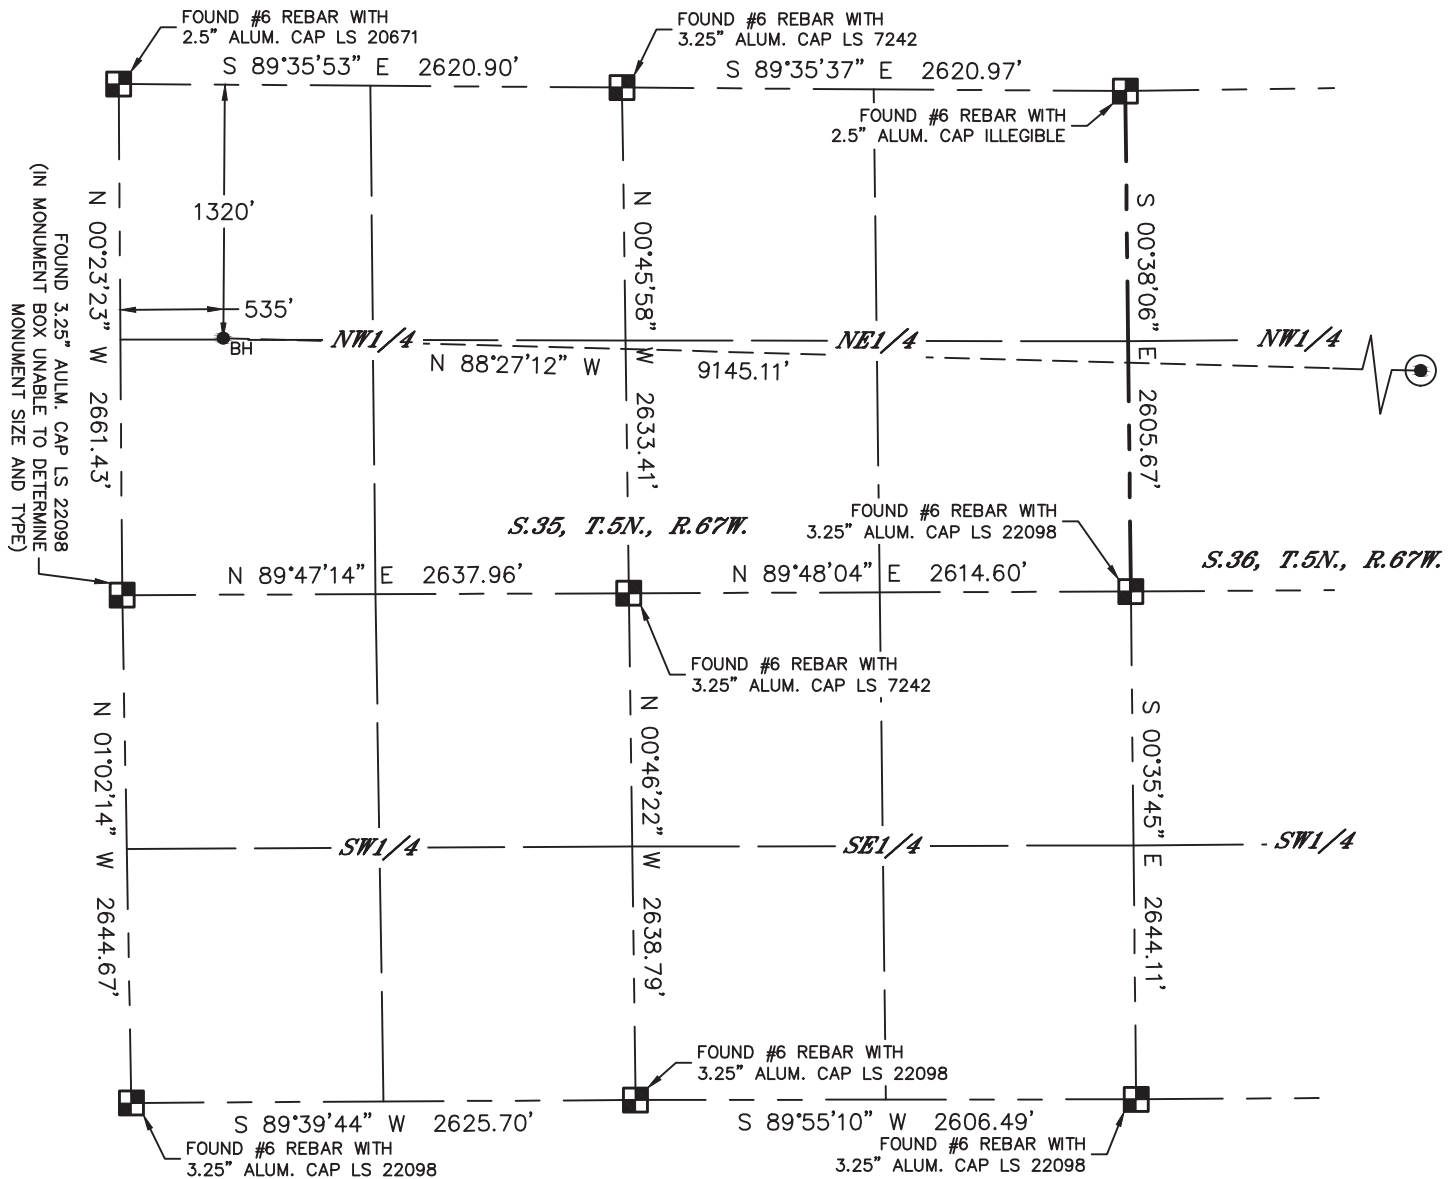 FOUND #6 REBAR WITH
2.5" ALUM. CAP LS 20671
FOUND #6 REBAR WITH
3.25" ALUM. CAP LS 7242
S 89°35'53" E 2620.90'
S 89°35'37" E 2620.97'
FOUND #6 REBAR WITH
2.5" ALUM. CAP ILLEGIBLE
N 00°23'23" W 2661.43'
1320'
N 00°45'58" W 2633.41'
S 00°38'06" E 2605.67'
FOUND 3.25" AULM. CAP LS 22098
(IN MONUMENT BOX UNABLE TO DETERMINE
MONUMENT SIZE AND TYPE)
535'
BH
NW1/4
NE1/4
NW1/4
N 88°27'12" W 9145.11'
S.35, T.5N., R.67W.
FOUND #6 REBAR WITH
3.25" ALUM. CAP LS 22098
S.36, T.5N., R.67W.
N 89°47'14" E 2637.96'
N 89°48'04" E 2614.60'
FOUND #6 REBAR WITH
3.25" ALUM. CAP LS 7242
N 01°02'14" W 2644.67'
N 00°46'22" W 2638.79'
S 00°35'45" E 2644.11'
SW1/4
SE1/4
SW1/4
FOUND #6 REBAR WITH
3.25" ALUM. CAP LS 22098
S 89°39'44" W 2625.70'
S 89°55'10" W 2606.49'
FOUND #6 REBAR WITH
3.25" ALUM. CAP LS 22098
FOUND #6 REBAR WITH
3.25" ALUM. CAP LS 22098